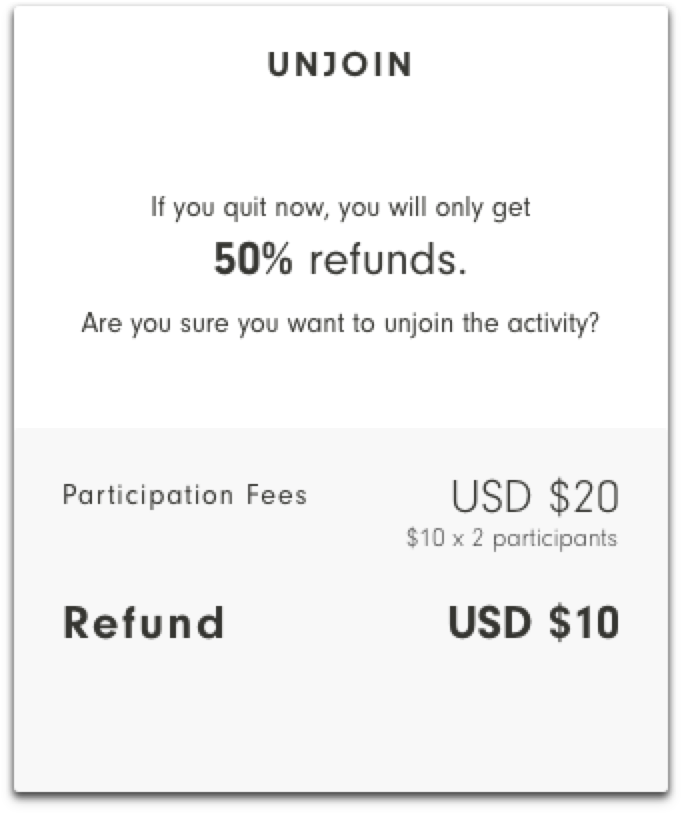 UNJOIN
If you quit now, you will only get
50% refunds.
Are you sure you want to unjoin the activity?
Participation Fees
USD $20
$10 x 2 participants
Refund
USD $10